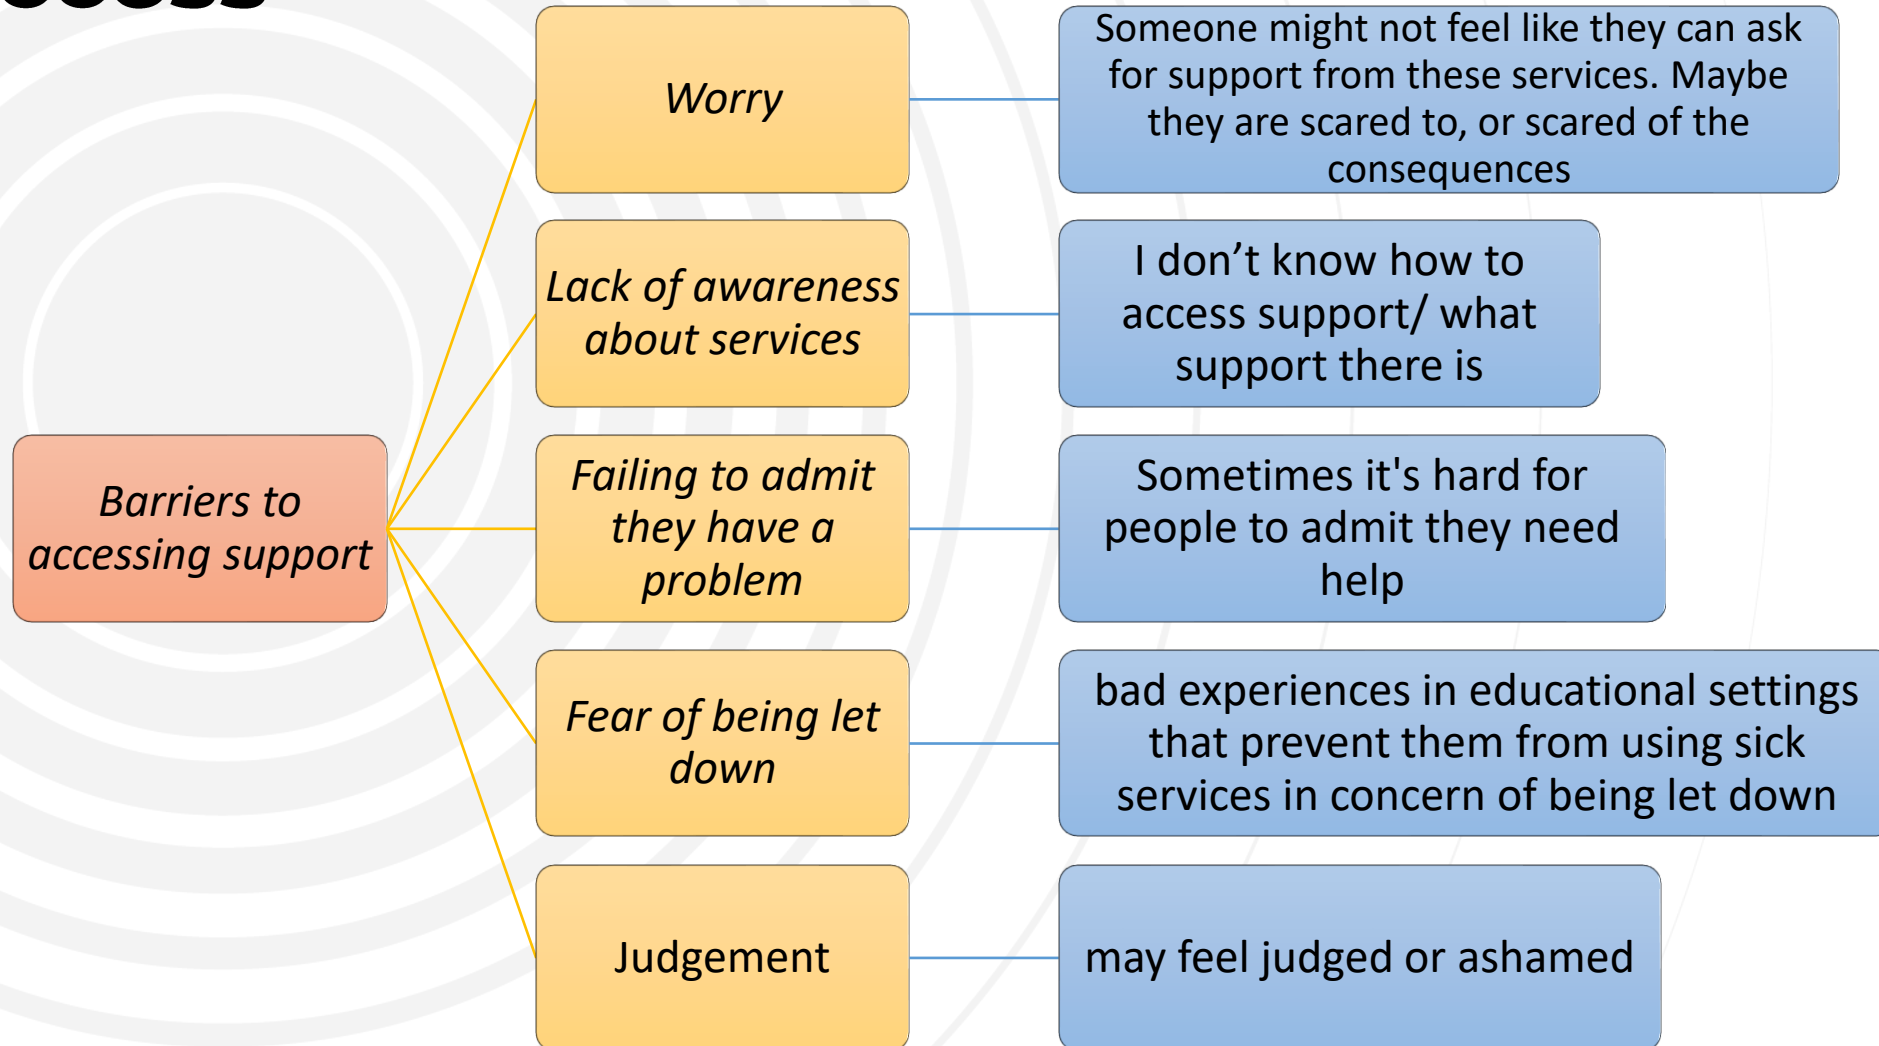 Barriers to
accessing support
Worry
Someone might not feel like they can ask
for support from these services. Maybe
they are scared to, or scared of the
consequences
Lack of awareness
about services
I don’t know how to
access support/ what
support there is
Failing to admit
they have a
problem
Sometimes it's hard for
people to admit they need
help
Fear of being let
down
bad experiences in educational settings
that prevent them from using sick
services in concern of being let down
Judgement
may feel judged or ashamed